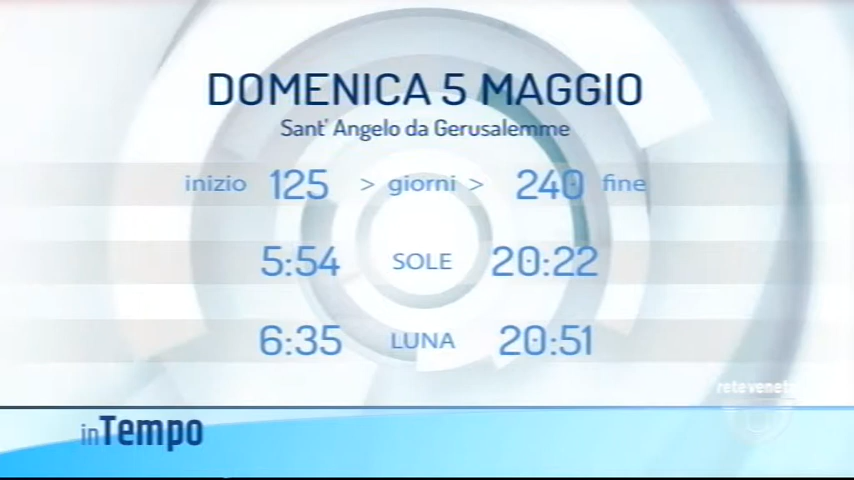 DOMENICA 5 MAGGIO
Sant' Angelo da Gerusalemme
inizio 125 > giorni > 240 fine
5:54 SOLE 20:22
6:35 LUNA 20:51
reteveneta
inTempo